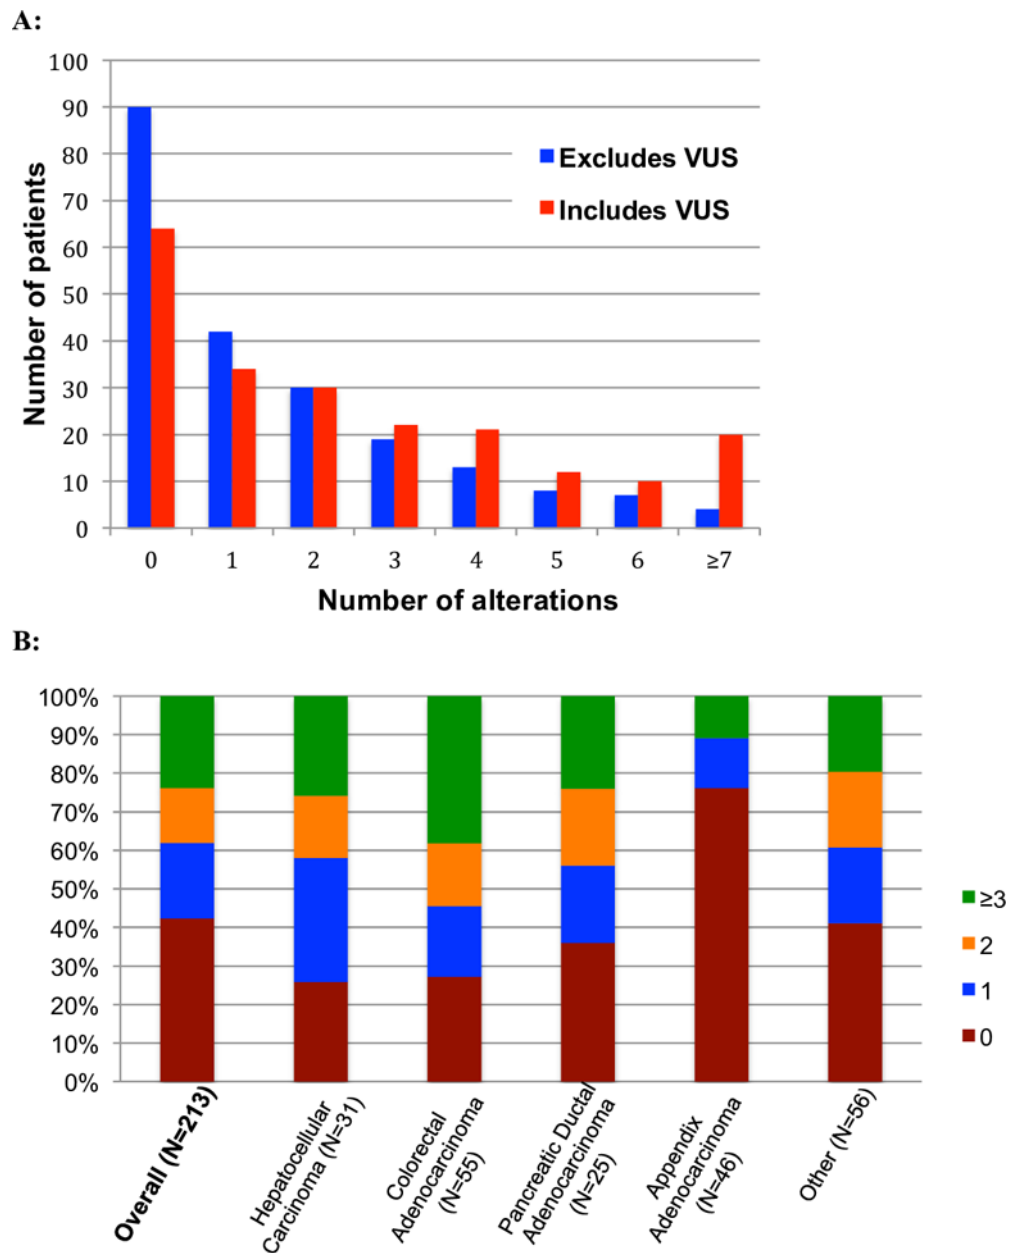 A:
100
90
80
70
60
50
40
30
20
10
0
Number of patients
Excludes VUS
Includes VUS
0 1 2 3 4 5 6 ≥7
Number of alterations
B:
100%
90%
80%
70%
60%
50%
40%
30%
20%
10%
0%
≥3
2
1
0
Overall (N=213)
Hepatocellular
Carcinoma (N=31)
Colorectal
Adenocarcinoma
(N=55)
Pancreatic Ductal
Adenocarcinoma
(N=25)
Appendix
Adenocarcinoma
(N=46)
Other (N=56)